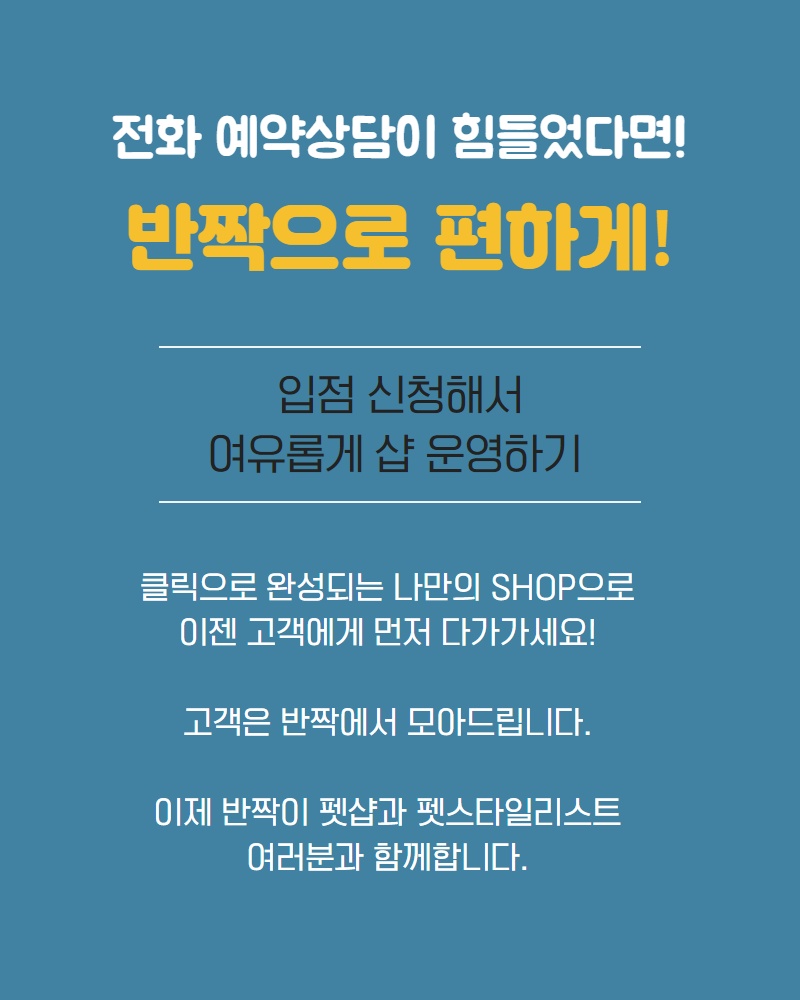 전화 예약상담이 힘들었다면!
반짝으로 편하게!
입점 신청해서
여유롭게 샵 운영하기
클릭으로 완성되는 나만의 SHOP으로
이젠 고객에게 먼저 다가가세요!
고객은 반짝에서 모아드립니다.
이제 반짝이 펫샵과 펫스타일리스트
여러분과 함께합니다.